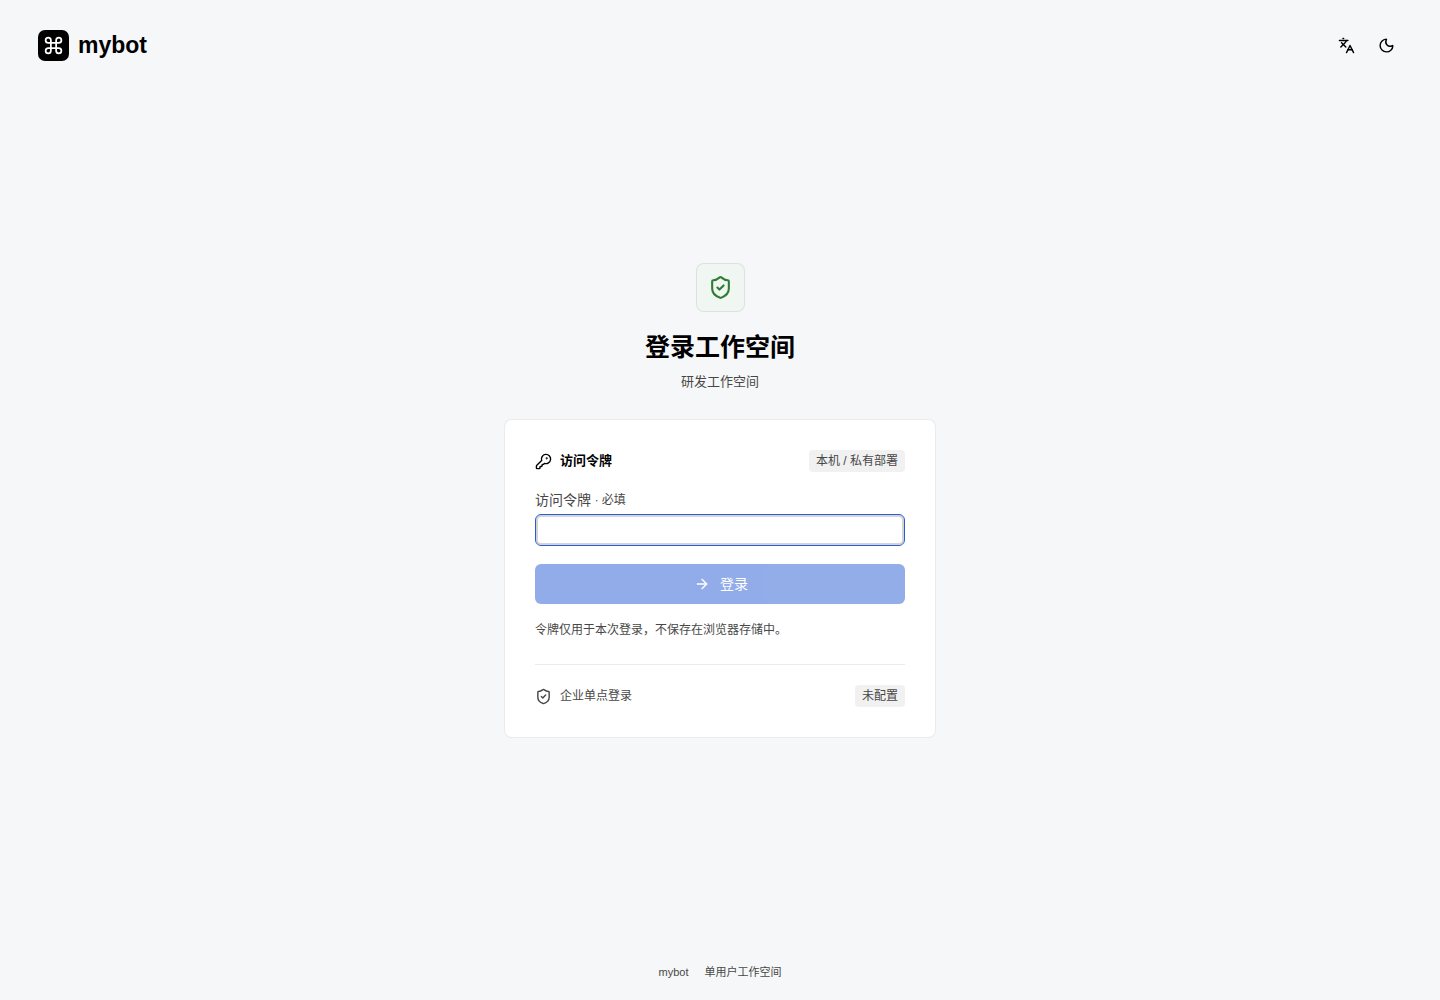 mybot
登录工作空间
研发工作空间
访问令牌 本机 / 私有部署
访问令牌 · 必填
登录
令牌仅用于本次登录，不保存在浏览器存储中。
企业单点登录 未配置
mybot 单用户工作空间